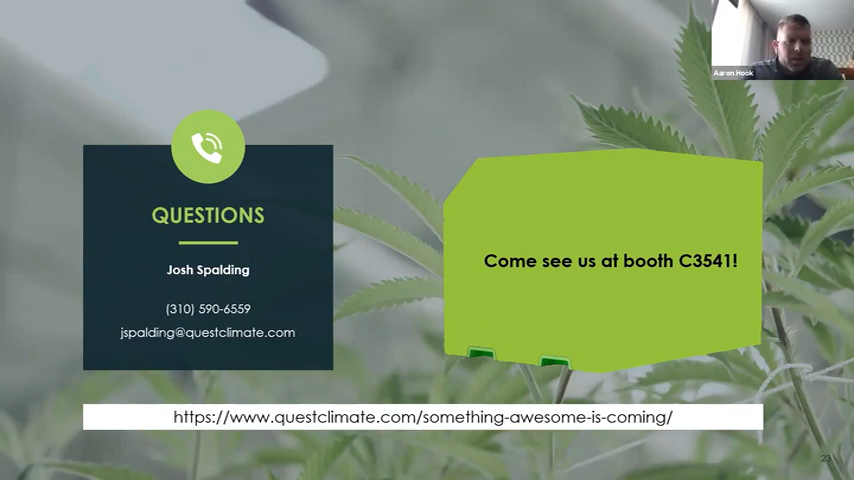 Aaron Hook
QUESTIONS
Josh Spalding
(310) 590-6559
jspalding@questclimate.com
Come see us at booth C3541!
https://www.questclimate.com/something-awesome-is-coming/
23